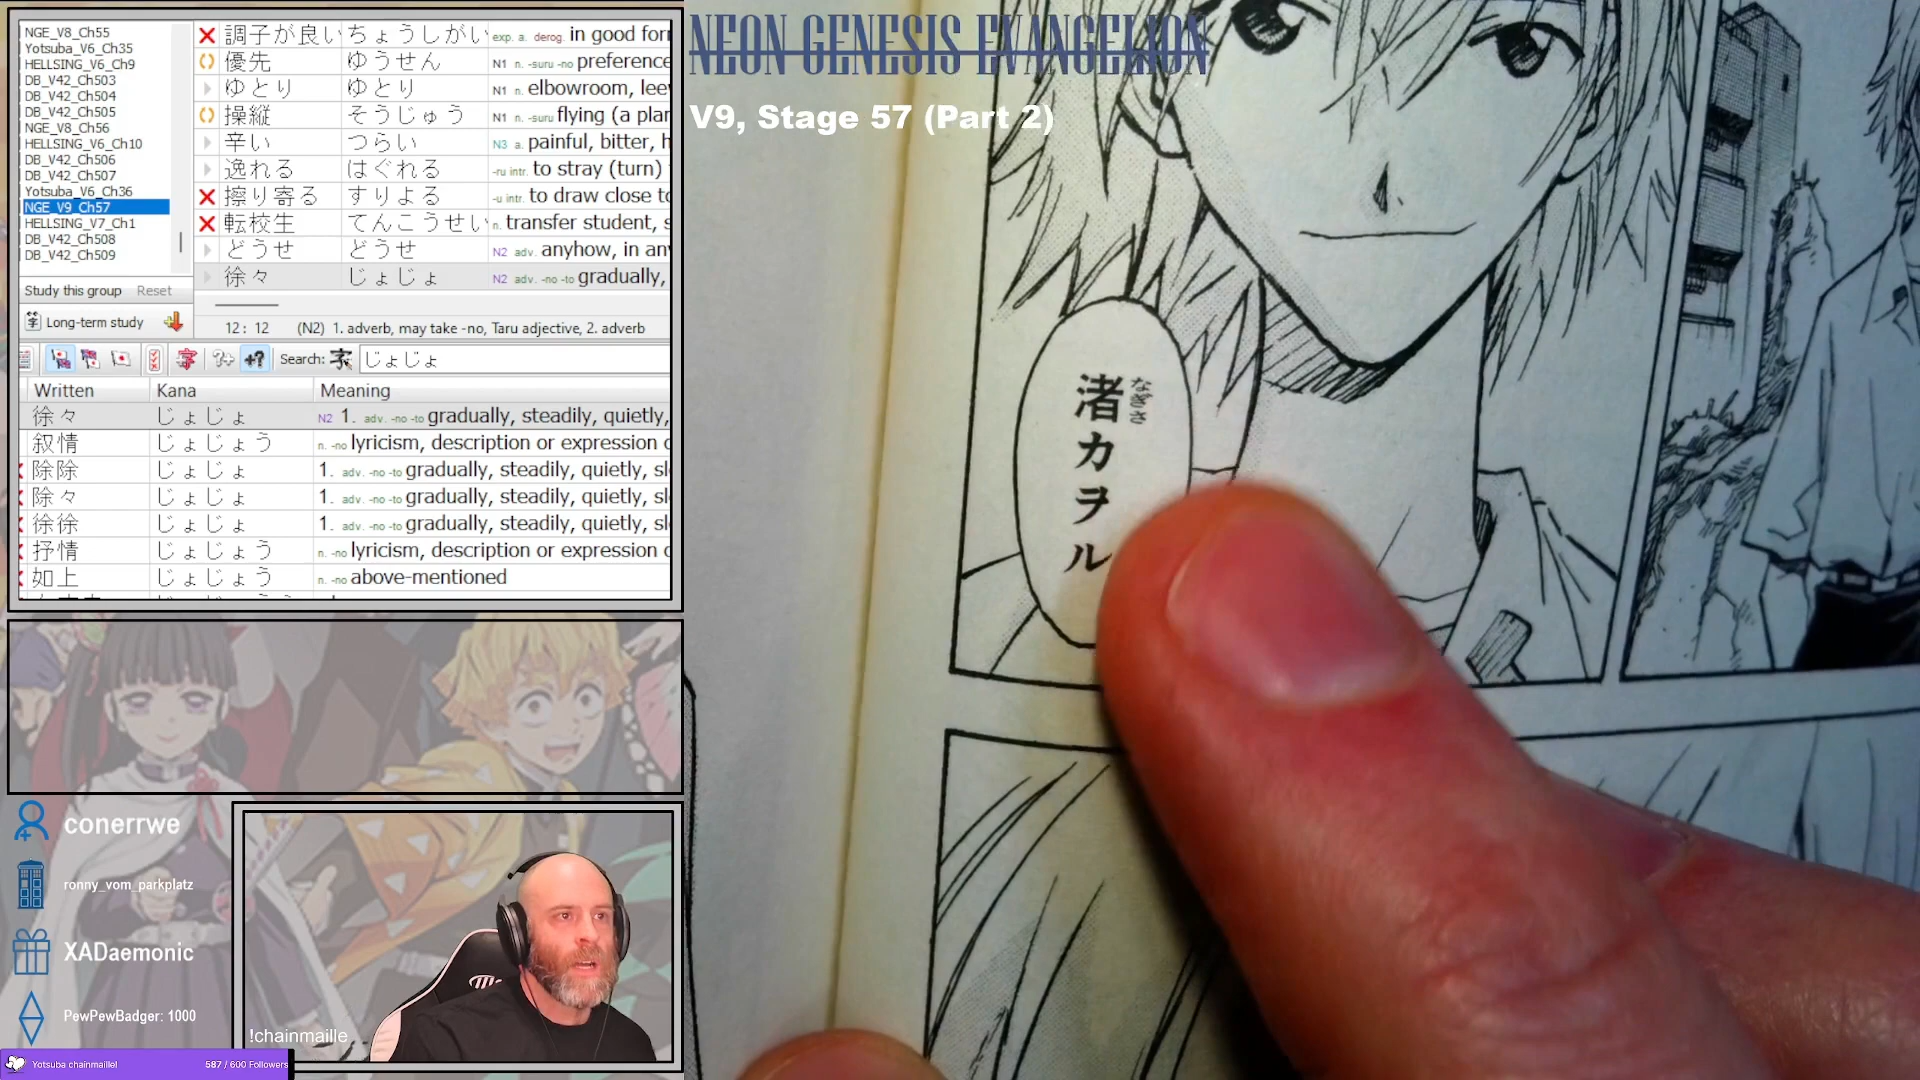 NGE_V8_Ch55
Yotsuba_V6_Ch35
HELLSING_V6_Ch9
DB_V42_Ch503
DB_V42_Ch504
DB_V42_Ch505
NGE_V8_Ch56
HELLSING_V6_Ch10
DB_V42_Ch506
DB_V42_Ch507
Yotsuba_V6_Ch36
NGE_V9_Ch57
HELLSING_V7_Ch1
DB_V42_Ch508
DB_V42_Ch509
Study this group Reset
Long-term study
調子が良い ちょうしがい exp. a. derog. in good for
優先 ゆうせん N1 n. -suru -no preference
ゆとり ゆとり N1 n. elbowroom, lee
操縦 そうじゅう N1 n. -suru flying (a plan
辛い つらい N3 a. painful, bitter, h
逸れる はぐれる -ru intr. to stray (turn)
擦り寄る すりよる -u intr. to draw close to
転校生 てんこうせい n. transfer student, s
どうせ どうせ N2 adv. anyhow, in an
徐々 じょじょ N2 adv. -no -to gradually,
12: 12 (N2) 1. adverb, may take -no, Taru adjective, 2. adverb
Search: じょじょ
Written Kana Meaning
徐々 じょじょ N2 1. adv. -no -to gradually, steadily, quietly,
叙情 じょじょう n. -no lyricism, description or expression o
除除 じょじょ 1. adv. -no -to gradually, steadily, quietly, sl
除々 じょじょ 1. adv. -no -to gradually, steadily, quietly, sl
徐徐 じょじょ 1. adv. -no -to gradually, steadily, quietly, sl
抒情 じょじょう n. -no lyricism, description or expression o
如上 じょじょう n. above-mentioned
conerrwe
ronny_vom_parkplatz
XADaemonic
PewPewBadger: 1000
Yotsuba chainmaille!
587 / 600 Followers
!chainmaille
NEON GENESIS EVANGELION
V9, Stage 57 (Part 2)
渚カヲル
なぎさ